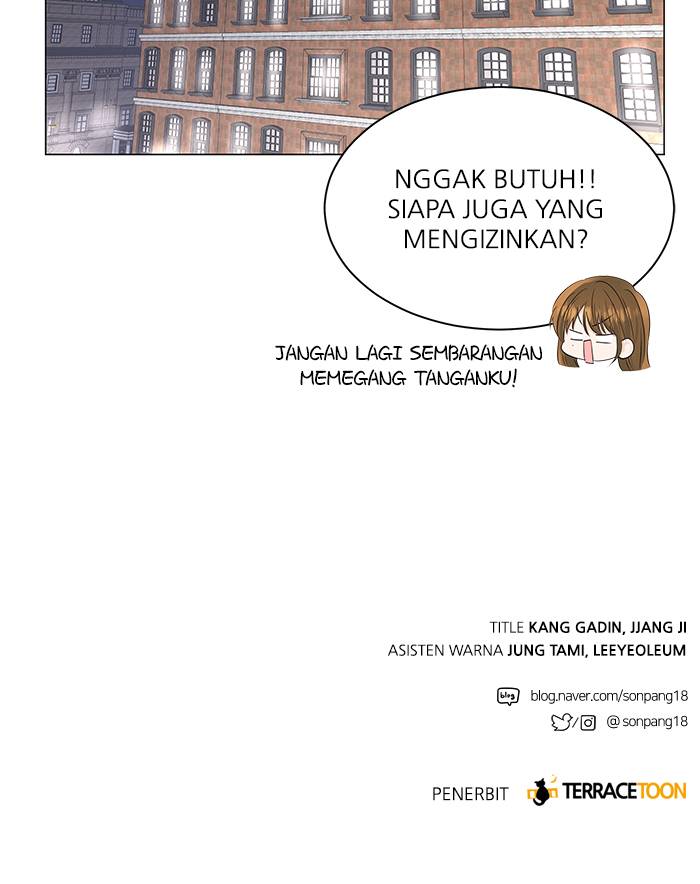 NGGAK BUTUH!!
SIAPA JUGA YANG
MENGIZINKAN?
JANGAN LAGI SEMBARANGAN
MEMEGANG TANGANKU!
TITLE KANG GADIN, JJANG JI
ASISTEN WARNA JUNG TAMI, LEEYEOLEUM
blog blog.naver.com/sonpang18
/ @sonpang18
PENERBIT TERRACETOON